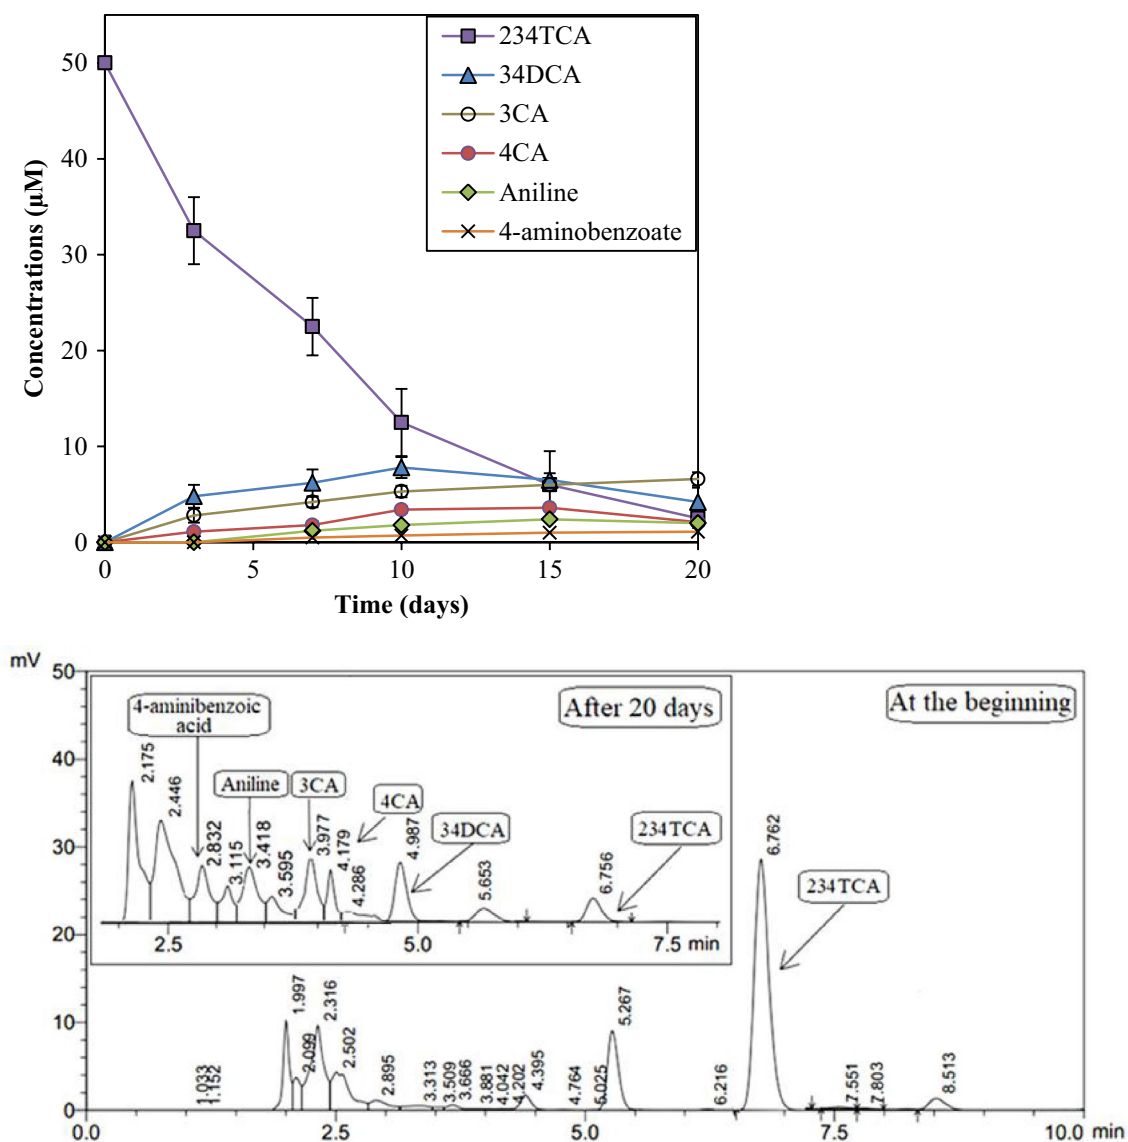 234TCA
34DCA
3CA
4CA
Aniline
4-aminobenzoate
Concentrations (µM)
50
40
30
20
10
0
0 5 10 15 20
Time (days)
mV
50
40
30
20
10
0
4-aminibenzoic
acid
After 20 days
At the beginning
Aniline
3CA
4CA
34DCA
234TCA
2.175
2.446
2.832
3.115
3.418
3.595
3.977
4.179
4.286
4.987
5.653
6.756
2.5 5.0 7.5 min
6.762
234TCA
1.033
1.152
1.997
2.099
2.316
2.502
2.895
3.313
3.509
3.666
3.881
4.042
4.202
4.395
4.764
5.025
5.267
6.216
7.551
7.803
8.513
0.0 2.5 5.0 7.5 10.0 min